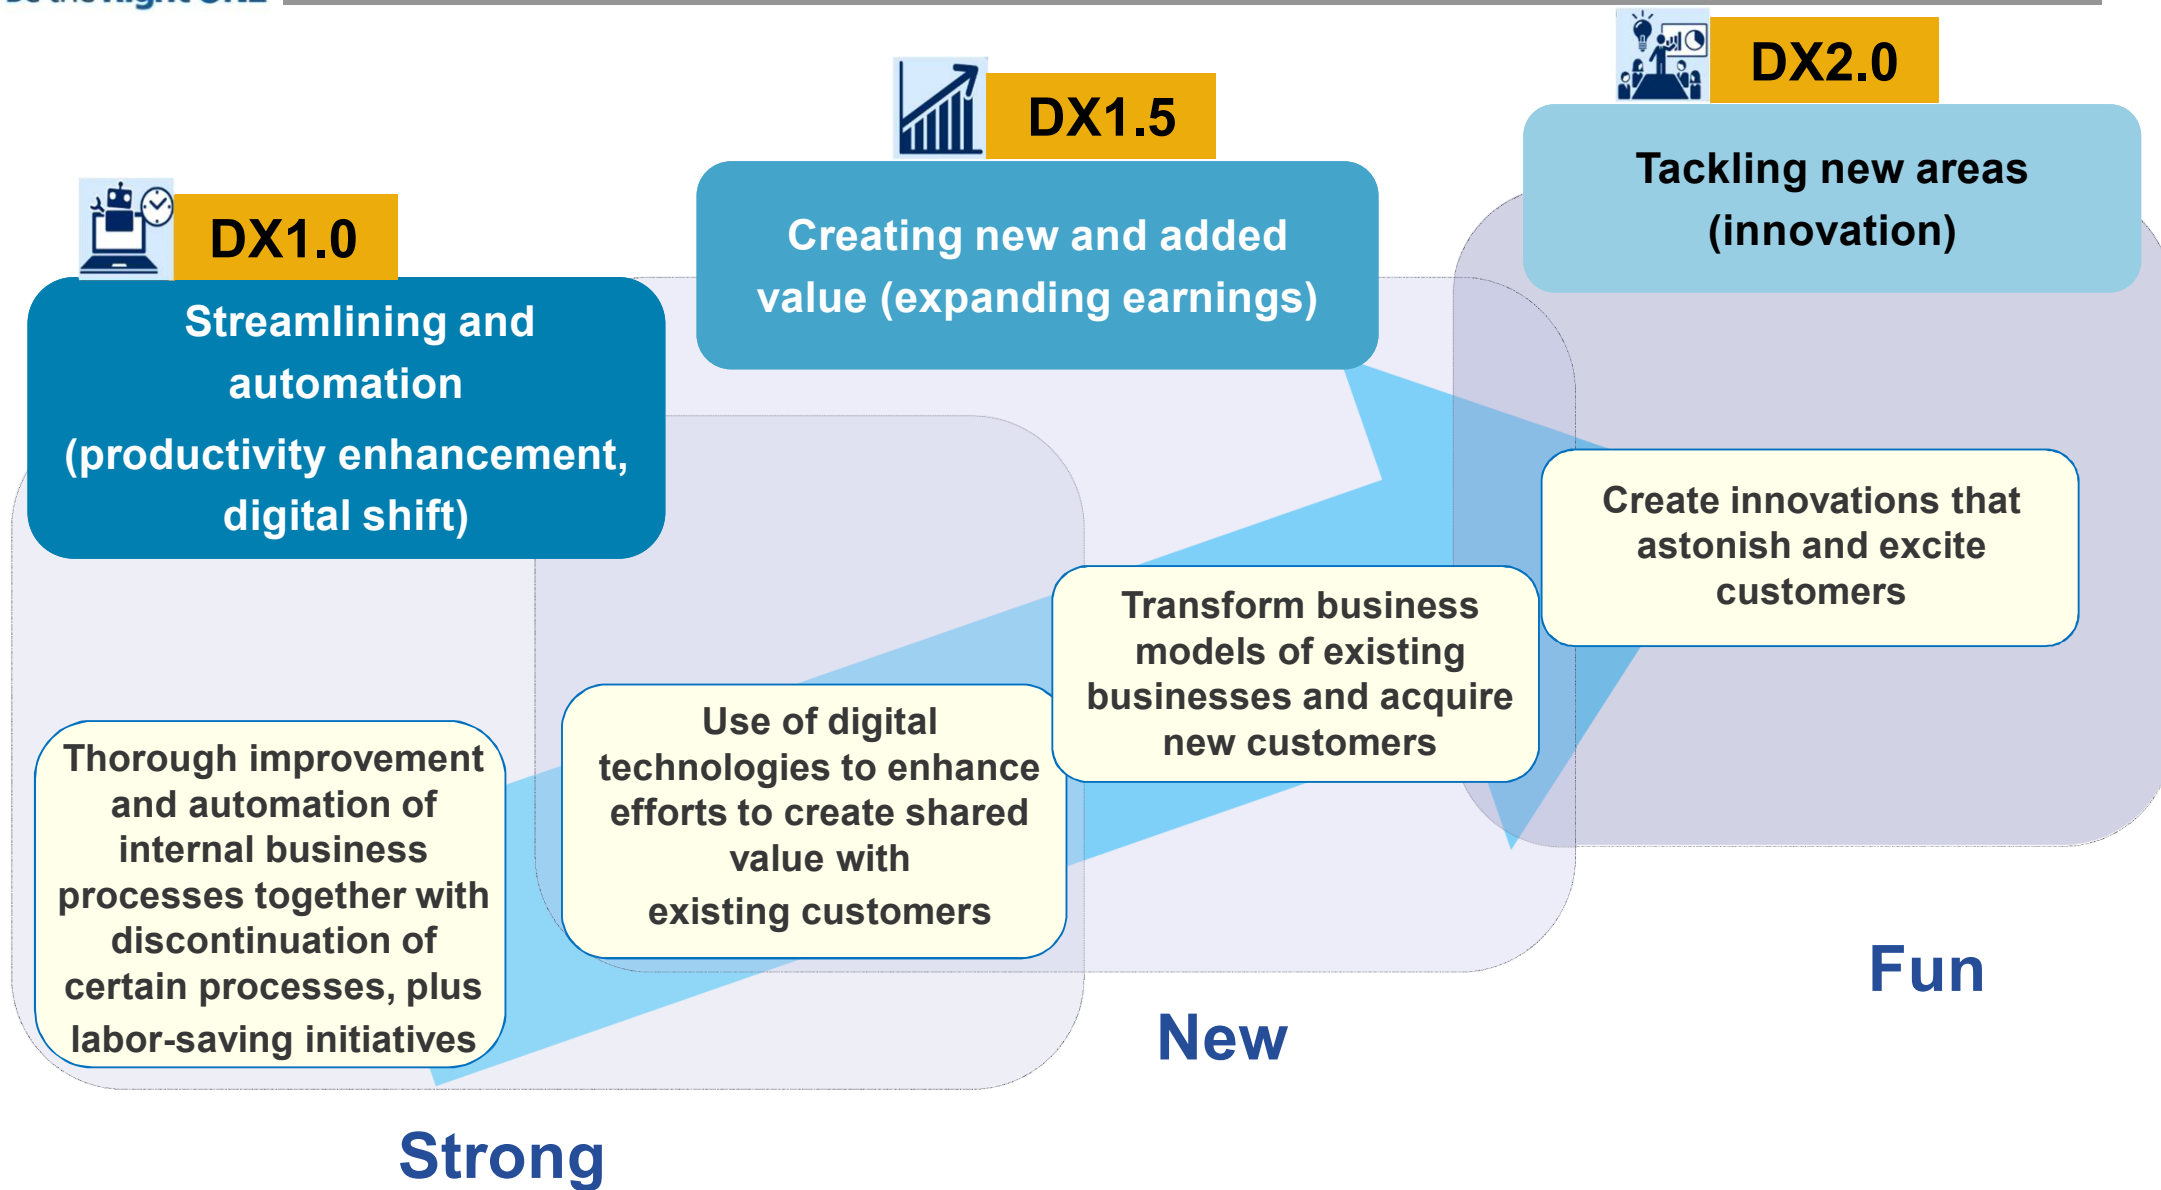 Be the Right ONE
DX1.0
Streamlining and
automation
(productivity enhancement,
digital shift)
DX1.5
Creating new and added
value (expanding earnings)
DX2.0
Tackling new areas
(innovation)
Thorough improvement
and automation of
internal business
processes together with
discontinuation of
certain processes, plus
labor-saving initiatives
Use of digital
technologies to enhance
efforts to create shared
value with
existing customers
Transform business
models of existing
businesses and acquire
new customers
Create innovations that
astonish and excite
customers
Strong
New
Fun